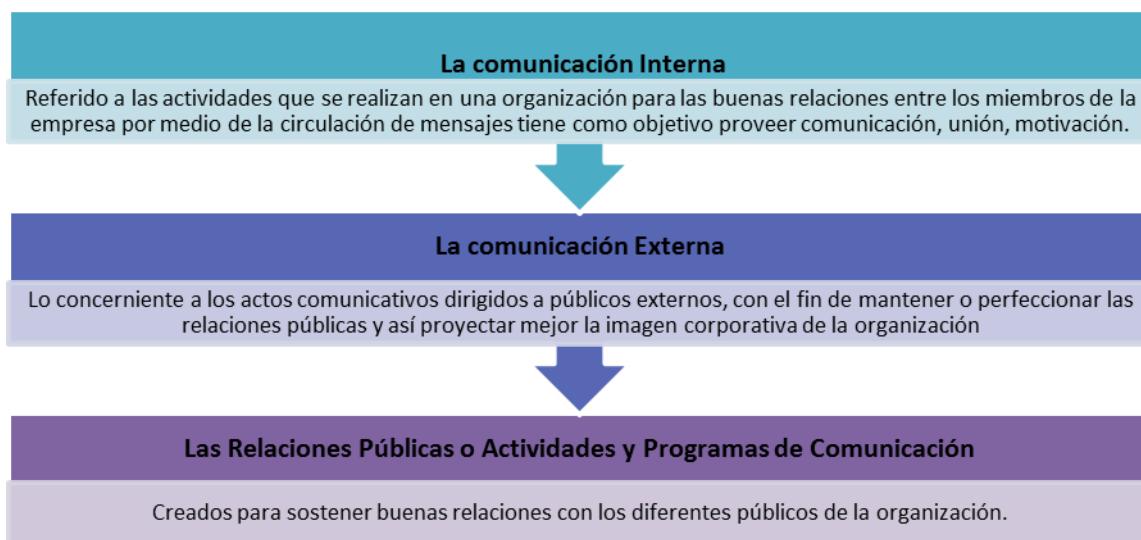 La comunicación Interna
Referido a las actividades que se realizan en una organización para las buenas relaciones entre los miembros de la
empresa por medio de la circulación de mensajes tiene como objetivo proveer comunicación, unión, motivación.
La comunicación Externa
Lo concerniente a los actos comunicativos dirigidos a públicos externos, con el fin de mantener o perfeccionar las
relaciones públicas y así proyectar mejor la imagen corporativa de la organización
Las Relaciones Públicas o Actividades y Programas de Comunicación
Creados para sostener buenas relaciones con los diferentes públicos de la organización.